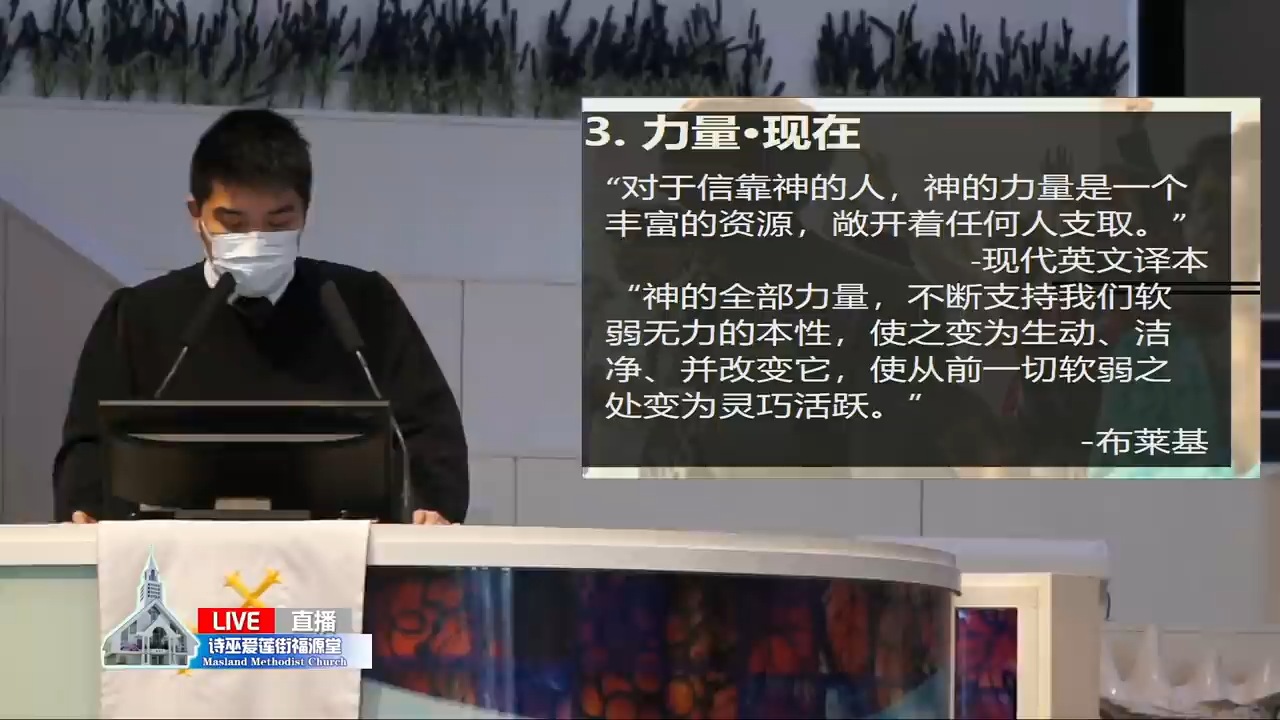 3. 力量•现在
“对于信靠神的人，神的力量是一个
丰富的资源，敞开着任何人支取。”
-现代英文译本
“神的全部力量，不断支持我们软
弱无力的本性，使之变为生动、洁
净、并改变它，使从前一切软弱之
处变为灵巧活跃。”
-布莱基
LIVE 直播
诗巫爱莲街福源堂
Masland Methodist Church